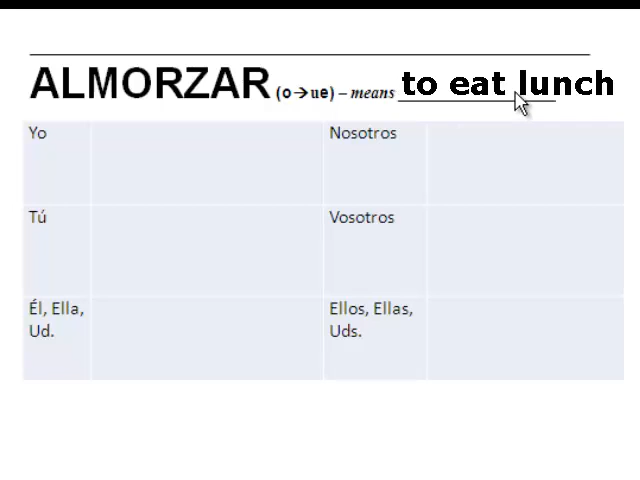 ALMORZAR (o→ue) – means to eat lunch
Yo Nosotros
Tú Vosotros
Él, Ella, Ellos, Ellas,
Ud. Uds.